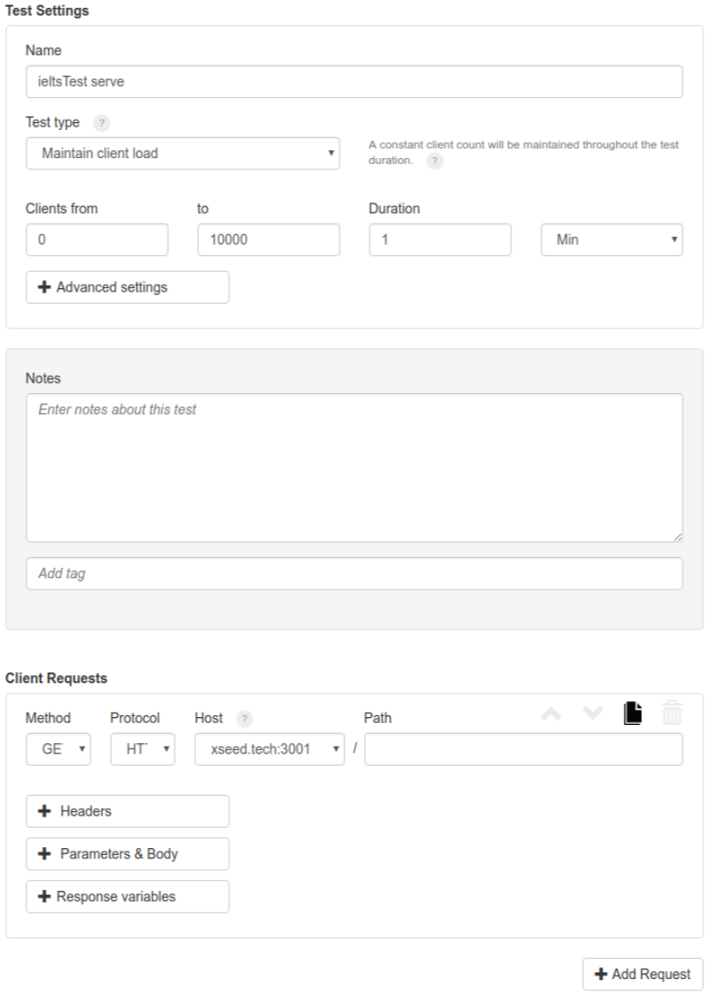 Test Settings
Name
ieltsTest serve
Test type ?
Maintain client load
A constant client count will be maintained throughout the test
duration. ?
Clients from to Duration
0 10000 1 Min
+ Advanced settings
Notes
Enter notes about this test
Add tag
Client Requests
Method Protocol Host ? Path
GE HT xseed.tech:3001 /
+ Headers
+ Parameters & Body
+ Response variables
+ Add Request